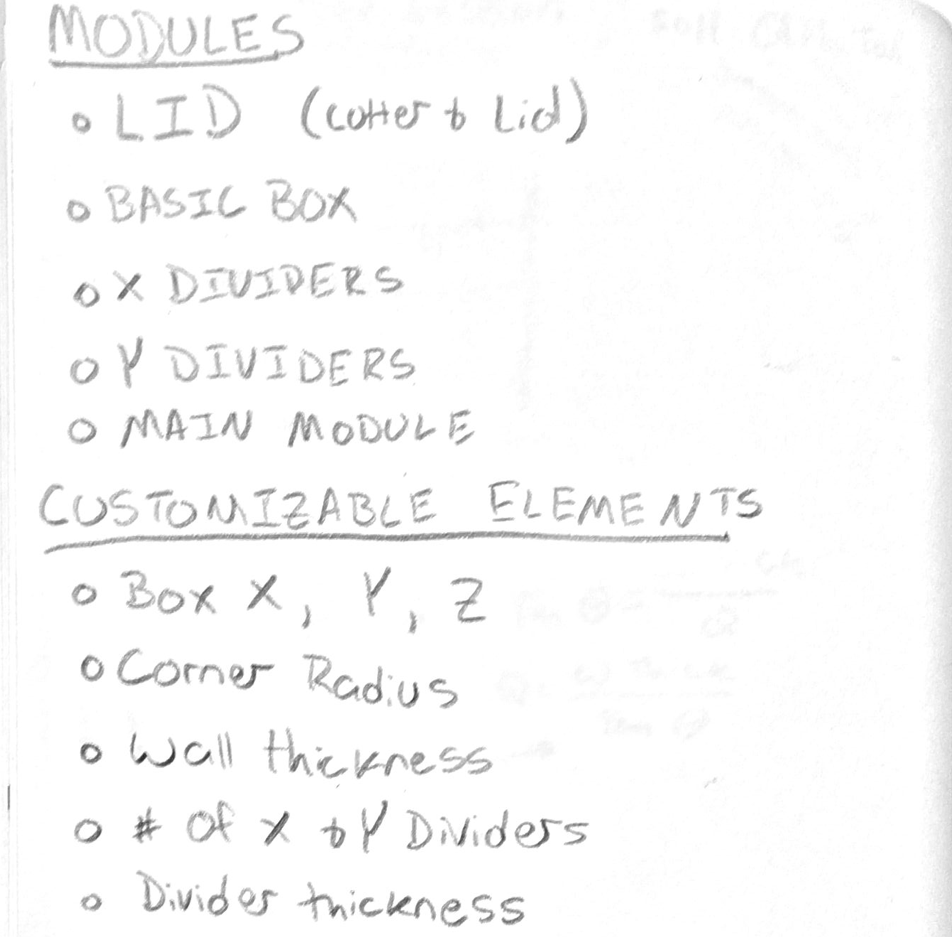 MODULES
o LID (cutter + Lid)
o BASIC BOX
o X DIVIDERS
o Y DIVIDERS
o MAIN MODULE
CUSTOMIZABLE ELEMENTS
o Box X, Y, Z
o Corner Radius
o Wall thickness
o # of X + Y Dividers
o Divider thickness